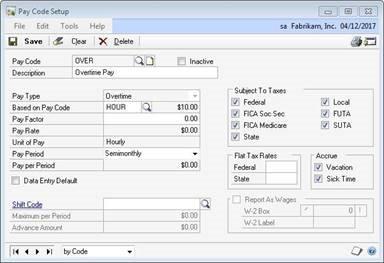 Pay Code Setup
File Edit Tools Help sa Fabrikam, Inc. 04/12/2017
Save Clear Delete
Pay Code OVER Inactive
Description Overtime Pay
Pay Type Overtime
Based on Pay Code HOUR $10.00
Pay Factor 0.00
Pay Rate $0.00
Unit of Pay Hourly
Pay Period Semimonthly
Pay per Period $0.00
Data Entry Default
Shift Code
Maximum per Period $0.00
Advance Amount $0.00
Subject To Taxes
Federal Local
FICA Soc Sec FUTA
FICA Medicare SUTA
State
Flat Tax Rates
Federal
State
Accrue
Vacation
Sick Time
Report As Wages
W-2 Box 0 !
W-2 Label
by Code